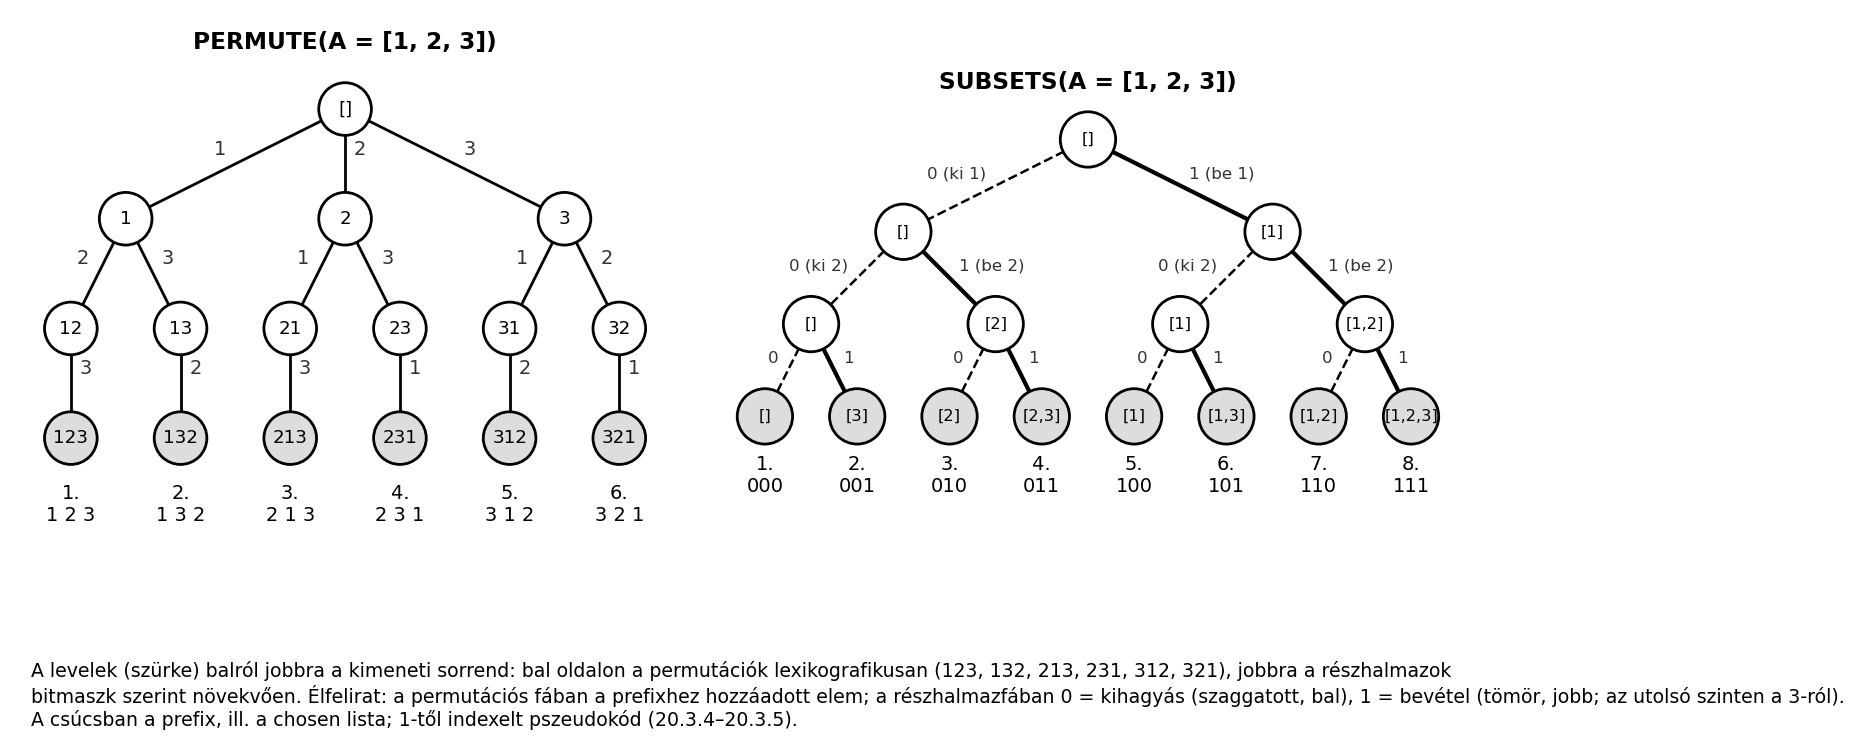 PERMUTE(A = [1, 2, 3])
[]
1 2 3
1 2 3
2 3 1 3 1 2
12 13 21 23 31 32
3 2 3 1 2 1
123 132 213 231 312 321
1. 2. 3. 4. 5. 6.
1 2 3 1 3 2 2 1 3 2 3 1 3 1 2 3 2 1
SUBSETS(A = [1, 2, 3])
[]
0 (ki 1) 1 (be 1)
[] [1]
0 (ki 2) 1 (be 2) 0 (ki 2) 1 (be 2)
[] [2] [1] [1,2]
0 1 0 1 0 1 0 1
[] [3] [2] [2,3] [1] [1,3] [1,2] [1,2,3]
1. 2. 3. 4. 5. 6. 7. 8.
000 001 010 011 100 101 110 111
A levelek (szürke) balról jobbra a kimeneti sorrend: bal oldalon a permutációk lexikografikusan (123, 132, 213, 231, 312, 321), jobbra a részhalmazok
bitmaszk szerint növekvően. Élfelirat: a permutációs fában a prefixhez hozzáadott elem; a részhalmazfában 0 = kihagyás (szaggatott, bal), 1 = bevétel (tömör, jobb; az utolsó szinten a 3-ról).
A csúcsban a prefix, ill. a chosen lista; 1-től indexelt pszeudokód (20.3.4–20.3.5).